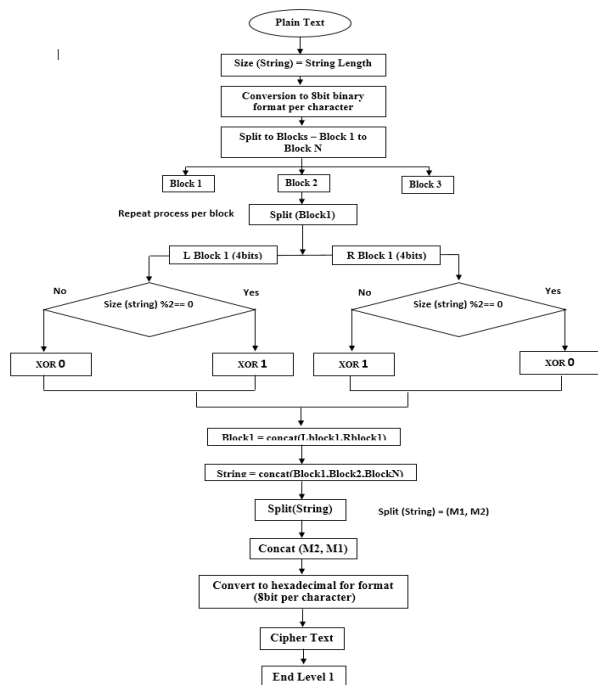 Plain Text
Size (String) = String Length
Conversion to 8bit binary
format per character
Split to Blocks – Block 1 to
Block N
Block 1
Block 2
Block 3
Repeat process per block
Split (Block1)
L Block 1 (4bits)
R Block 1 (4bits)
No
Size (string) %2== 0
Yes
No
Size (string) %2== 0
Yes
XOR 0
XOR 1
XOR 1
XOR 0
Block1 = concat(Lblock1.Rblock1)
String = concat(Block1.Block2.BlockN)
Split(String)
Split (String) = (M1, M2)
Concat (M2, M1)
Convert to hexadecimal for format
(8bit per character)
Cipher Text
End Level 1